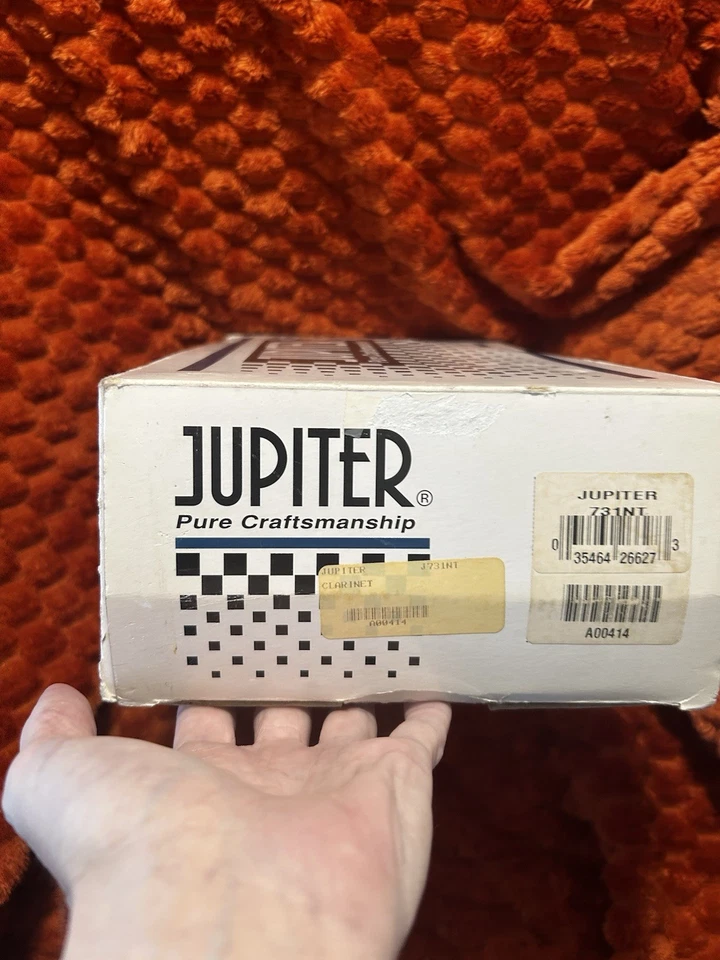 JUPITER®
Pure Craftsmanship
JUPITER J731NT
CLARINET
A00414
JUPITER
731NT
0 35464 26627 3
A00414